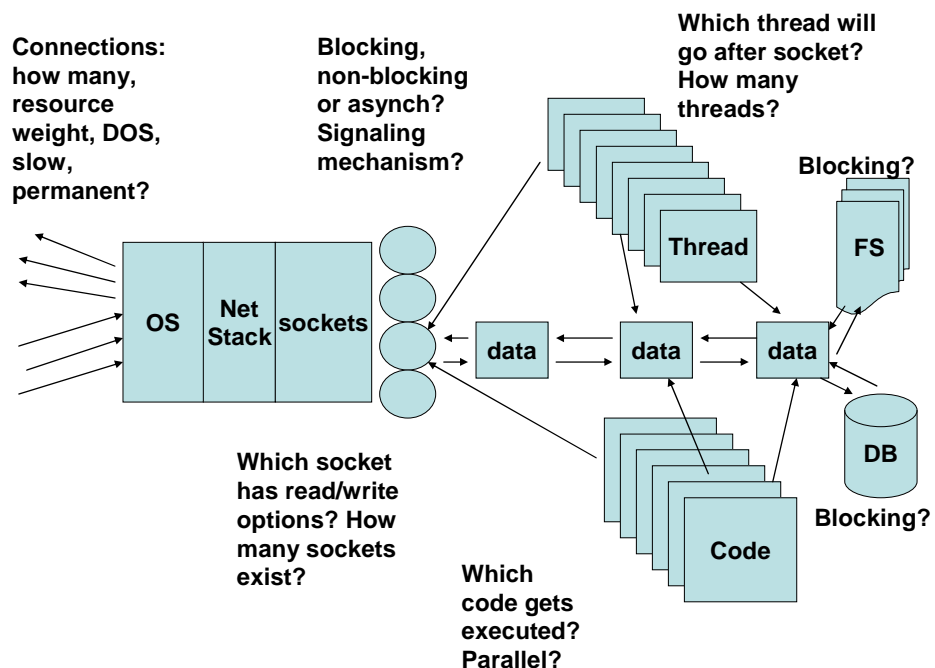 Connections:
how many,
resource
weight, DOS,
slow,
permanent?
Blocking,
non-blocking
or asynch?
Signaling
mechanism?
Which thread will
go after socket?
How many
threads?
Blocking?
Thread
FS
OS
Net
Stack
sockets
data
data
data
DB
Blocking?
Which socket
has read/write
options? How
many sockets
exist?
Code
Which
code gets
executed?
Parallel?